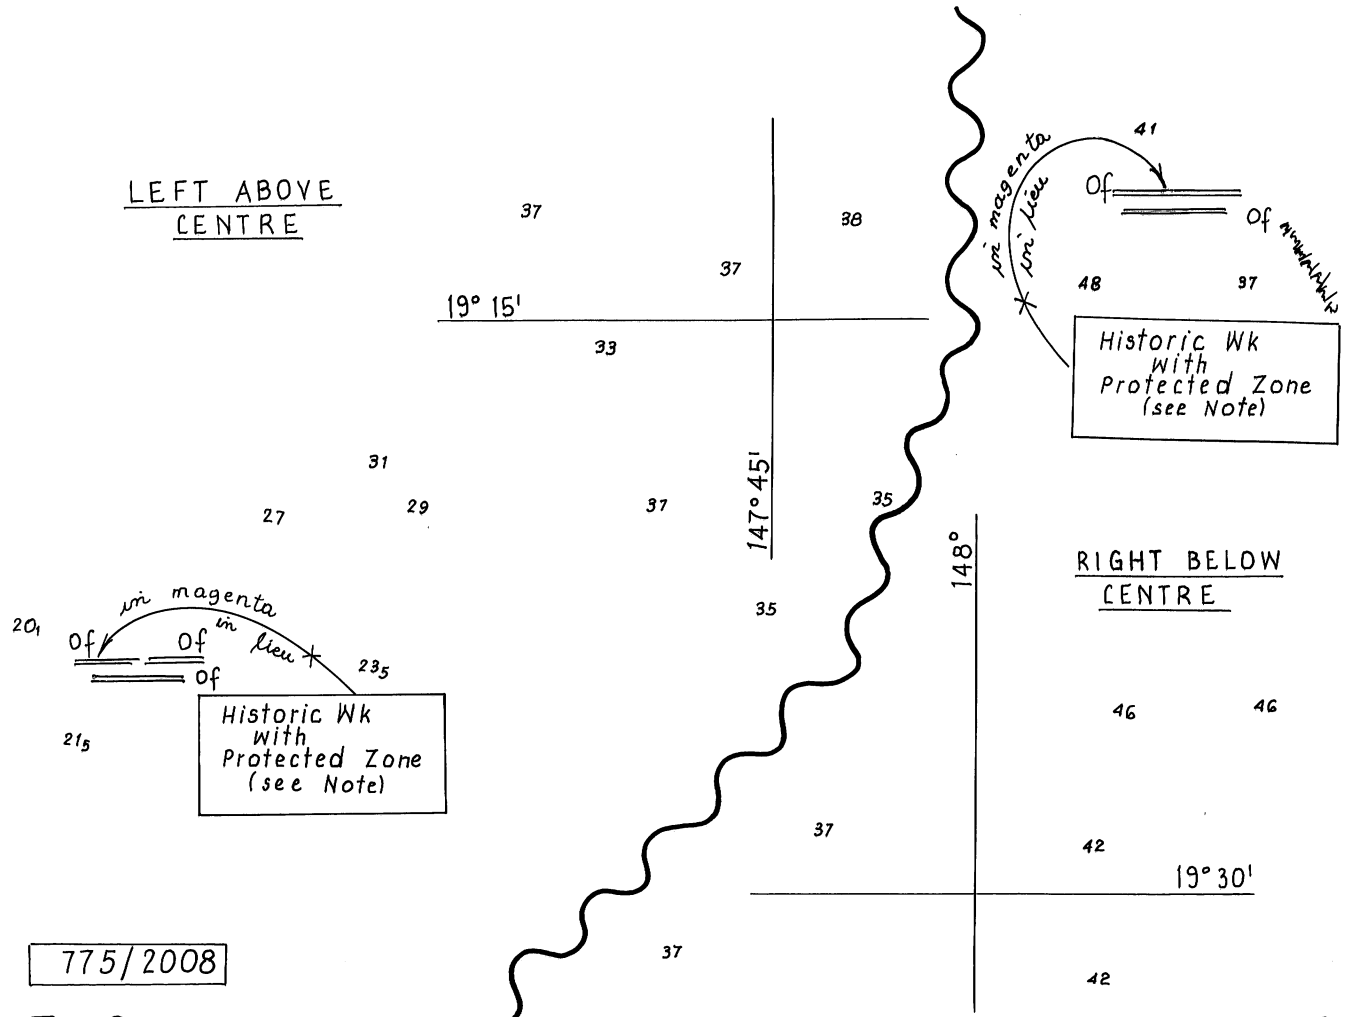 LEFT ABOVE
CENTRE
37
38
37
19° 15'
33
31
27
29
37
147° 45'
35
35
in magenta
in lieu
20₁
Of
Of
Of
23₅
21₅
Historic Wk
With
Protected Zone
(see Note)
775/2008
41
in magenta
in lieu
Of
Of
48
97
Historic Wk
With
Protected Zone
(see Note)
148°
RIGHT BELOW
CENTRE
46
46
37
42
19° 30'
37
42